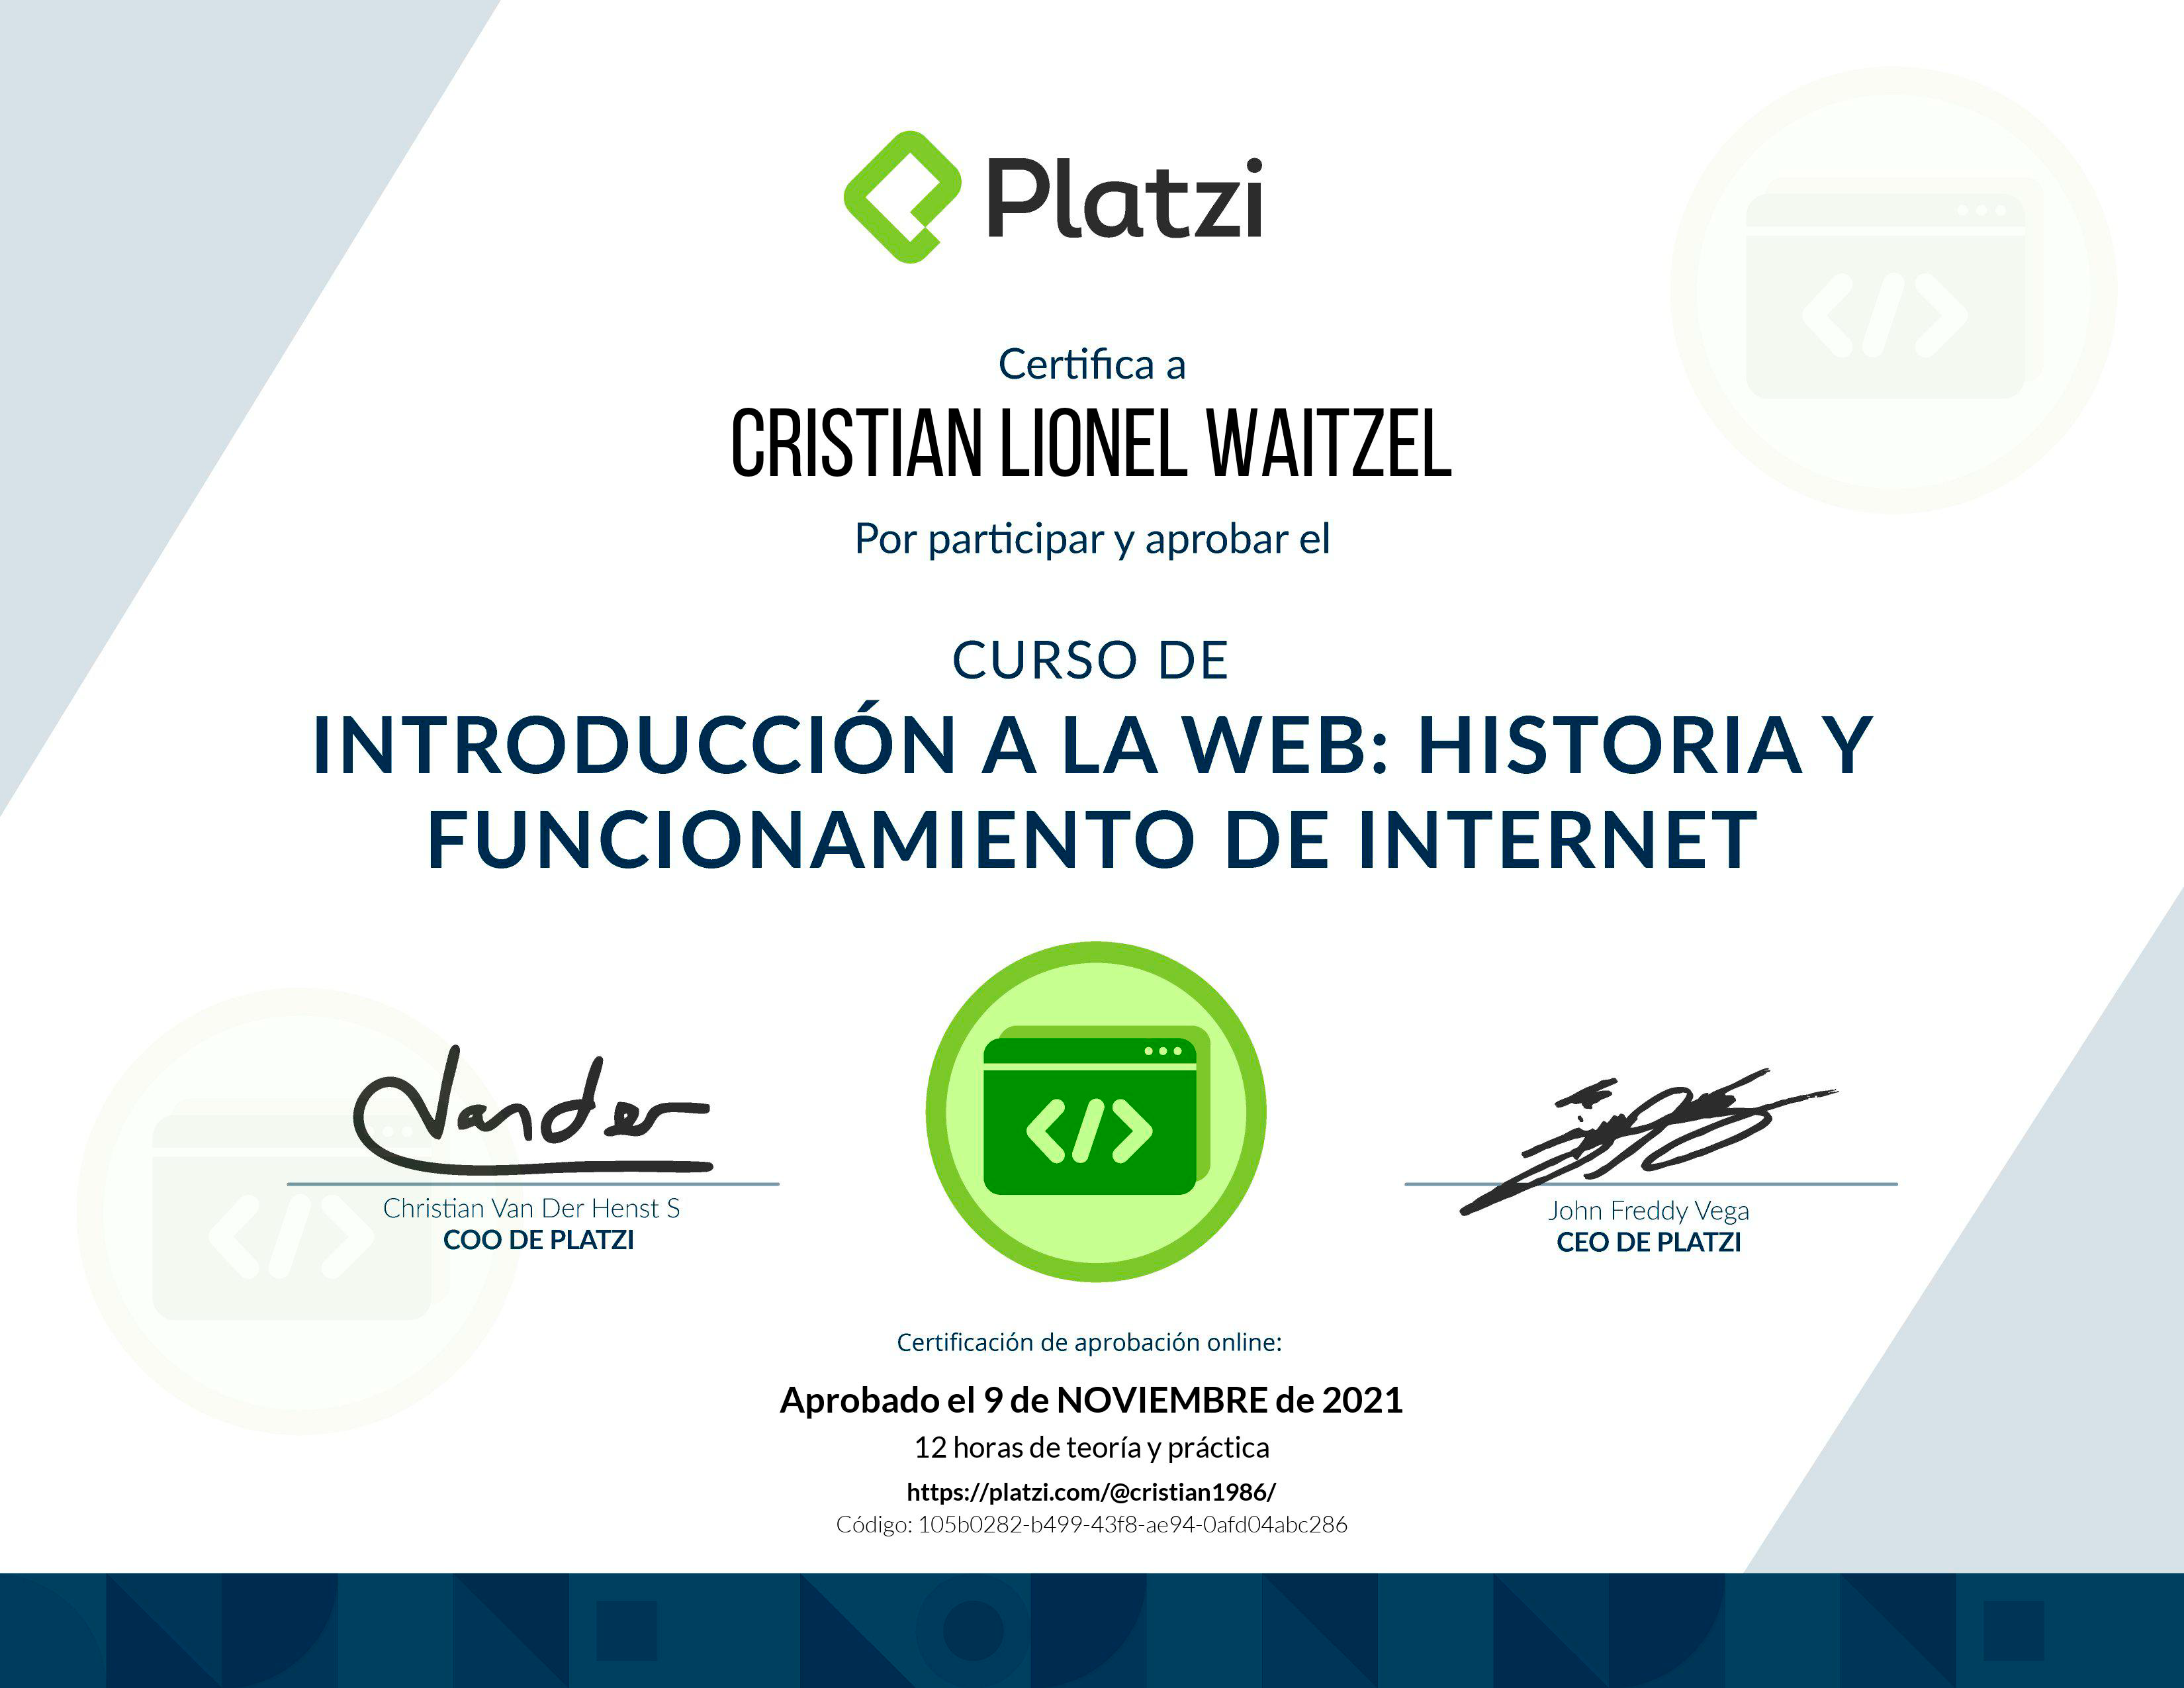 Platzi
Certifica a
CRISTIAN LIONEL WAITZEL
Por participar y aprobar el
CURSO DE
INTRODUCCIÓN A LA WEB: HISTORIA Y
FUNCIONAMIENTO DE INTERNET
</>
Vander
Christian Van Der Henst S
COO DE PLATZI
John Freddy Vega
CEO DE PLATZI
Certificación de aprobación online:
Aprobado el 9 de NOVIEMBRE de 2021
12 horas de teoría y práctica
https://platzi.com/@cristian1986/
Código: 105b0282-b499-43f8-ae94-0afd04abc286